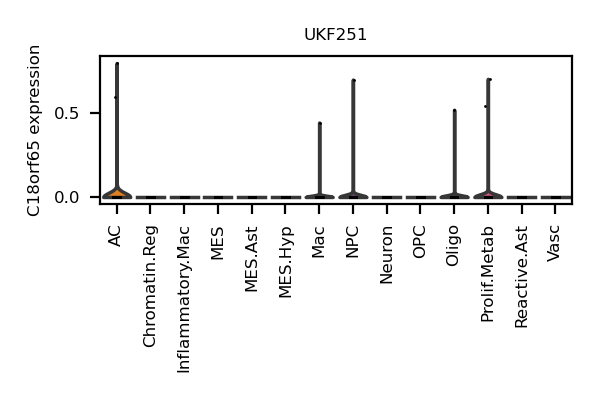 UKF251
C18orf65 expression
0.5
0.0
AC
Chromatin.Reg
Inflammatory.Mac
MES
MES.Ast
MES.Hyp
Mac
NPC
Neuron
OPC
Oligo
Prolif.Metab
Reactive.Ast
Vasc